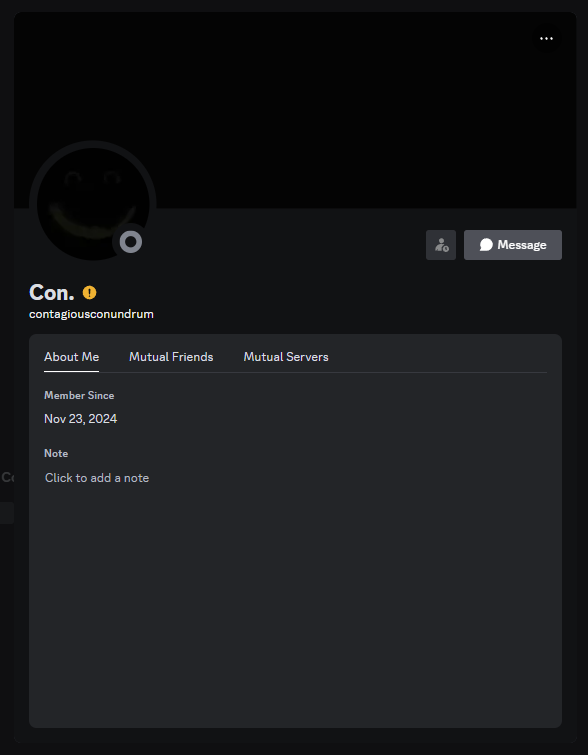 Con.
contagiousconundrum
Message
About Me Mutual Friends Mutual Servers
Member Since
Nov 23, 2024
Note
Click to add a note